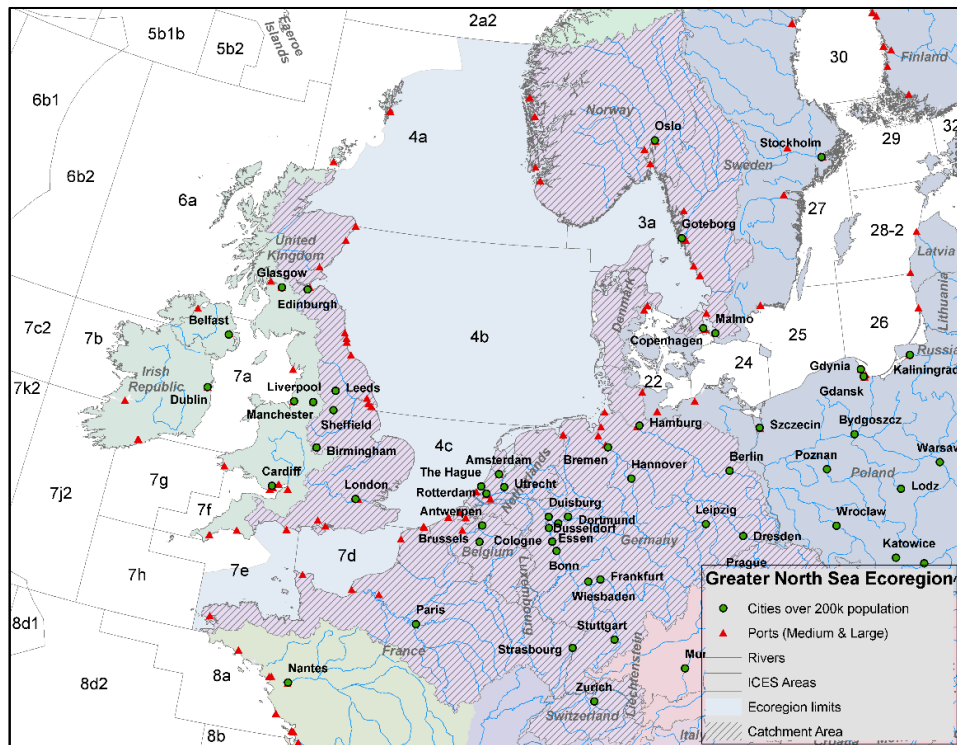 2a2
5b1b
5b2
Faeroe
Islands
30
Finland
6b1
Norway
Oslo
4a
Stockholm
29
32
Sweden
6b2
6a
27
3a
Goteborg
28-2
United
Kingdom
Latvia
Glasgow
Edinburgh
Denmark
Lithuania
7c2
7b
Belfast
4b
Malmo
Copenhagen
25
26
Russia
Irish
Republic
7a
24
Gdynia
Kaliningrad
7k2
Dublin
Liverpool
Leeds
22
Gdansk
Manchester
Sheffield
Hamburg
Szczecin
Bydgoszcz
Birmingham
4c
Amsterdam
Bremen
Berlin
Poznan
Warsaw
Poland
7g
The Hague
Netherlands
Hannover
7j2
Cardiff
London
Rotterdam
Utrecht
Lodz
7f
Antwerpen
Duisburg
Dortmund
Leipzig
Wroclaw
Brussels
Dusseldorf
Cologne
Essen
Germany
Dresden
Belgium
Bonn
Prague
Katowice
7h
7e
7d
Luxembourg
Frankfurt
Wiesbaden
8d1
Paris
Stuttgart
France
Strasbourg
Liechtenstein
Mun
8a
Nantes
8d2
Zurich
Switzerland
8b
Italy
Croatia
Greater North Sea Ecoregion
Cities over 200k population
Ports (Medium & Large)
Rivers
ICES Areas
Ecoregion limits
Catchment Area